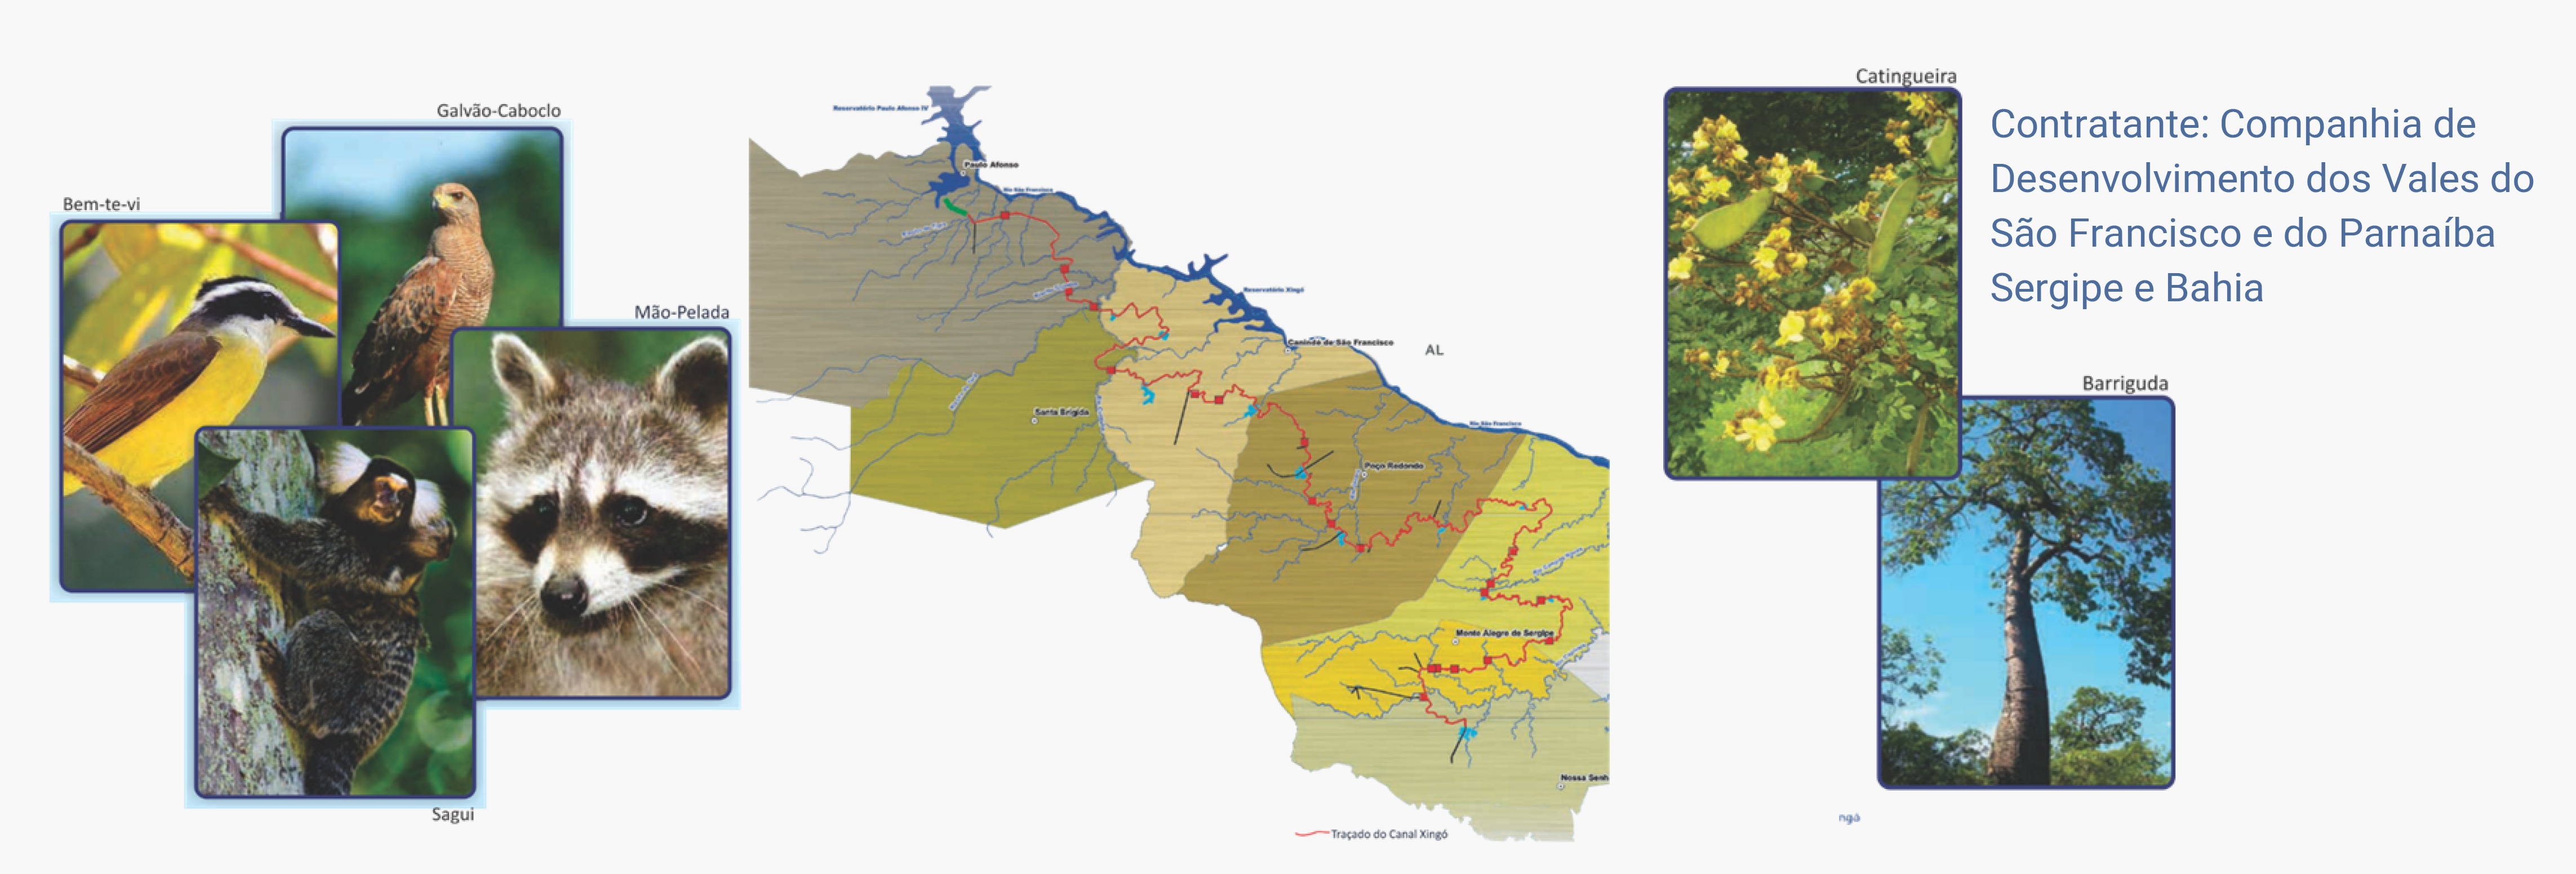 Galvão-Caboclo
Bem-te-vi
Mão-Pelada
Sagui
Reservatório Paulo Afonso IV
Paulo Afonso
Rio São Francisco
Reservatório Xingó
Canindé de São Francisco
AL
Santa Brígida
Rio São Francisco
Poço Redondo
Monte Alegre de Sergipe
Nossa Senh
Traçado do Canal Xingó
Catingueira
Contratante: Companhia de
Desenvolvimento dos Vales do
São Francisco e do Parnaíba
Sergipe e Bahia
Barriguda
ngó